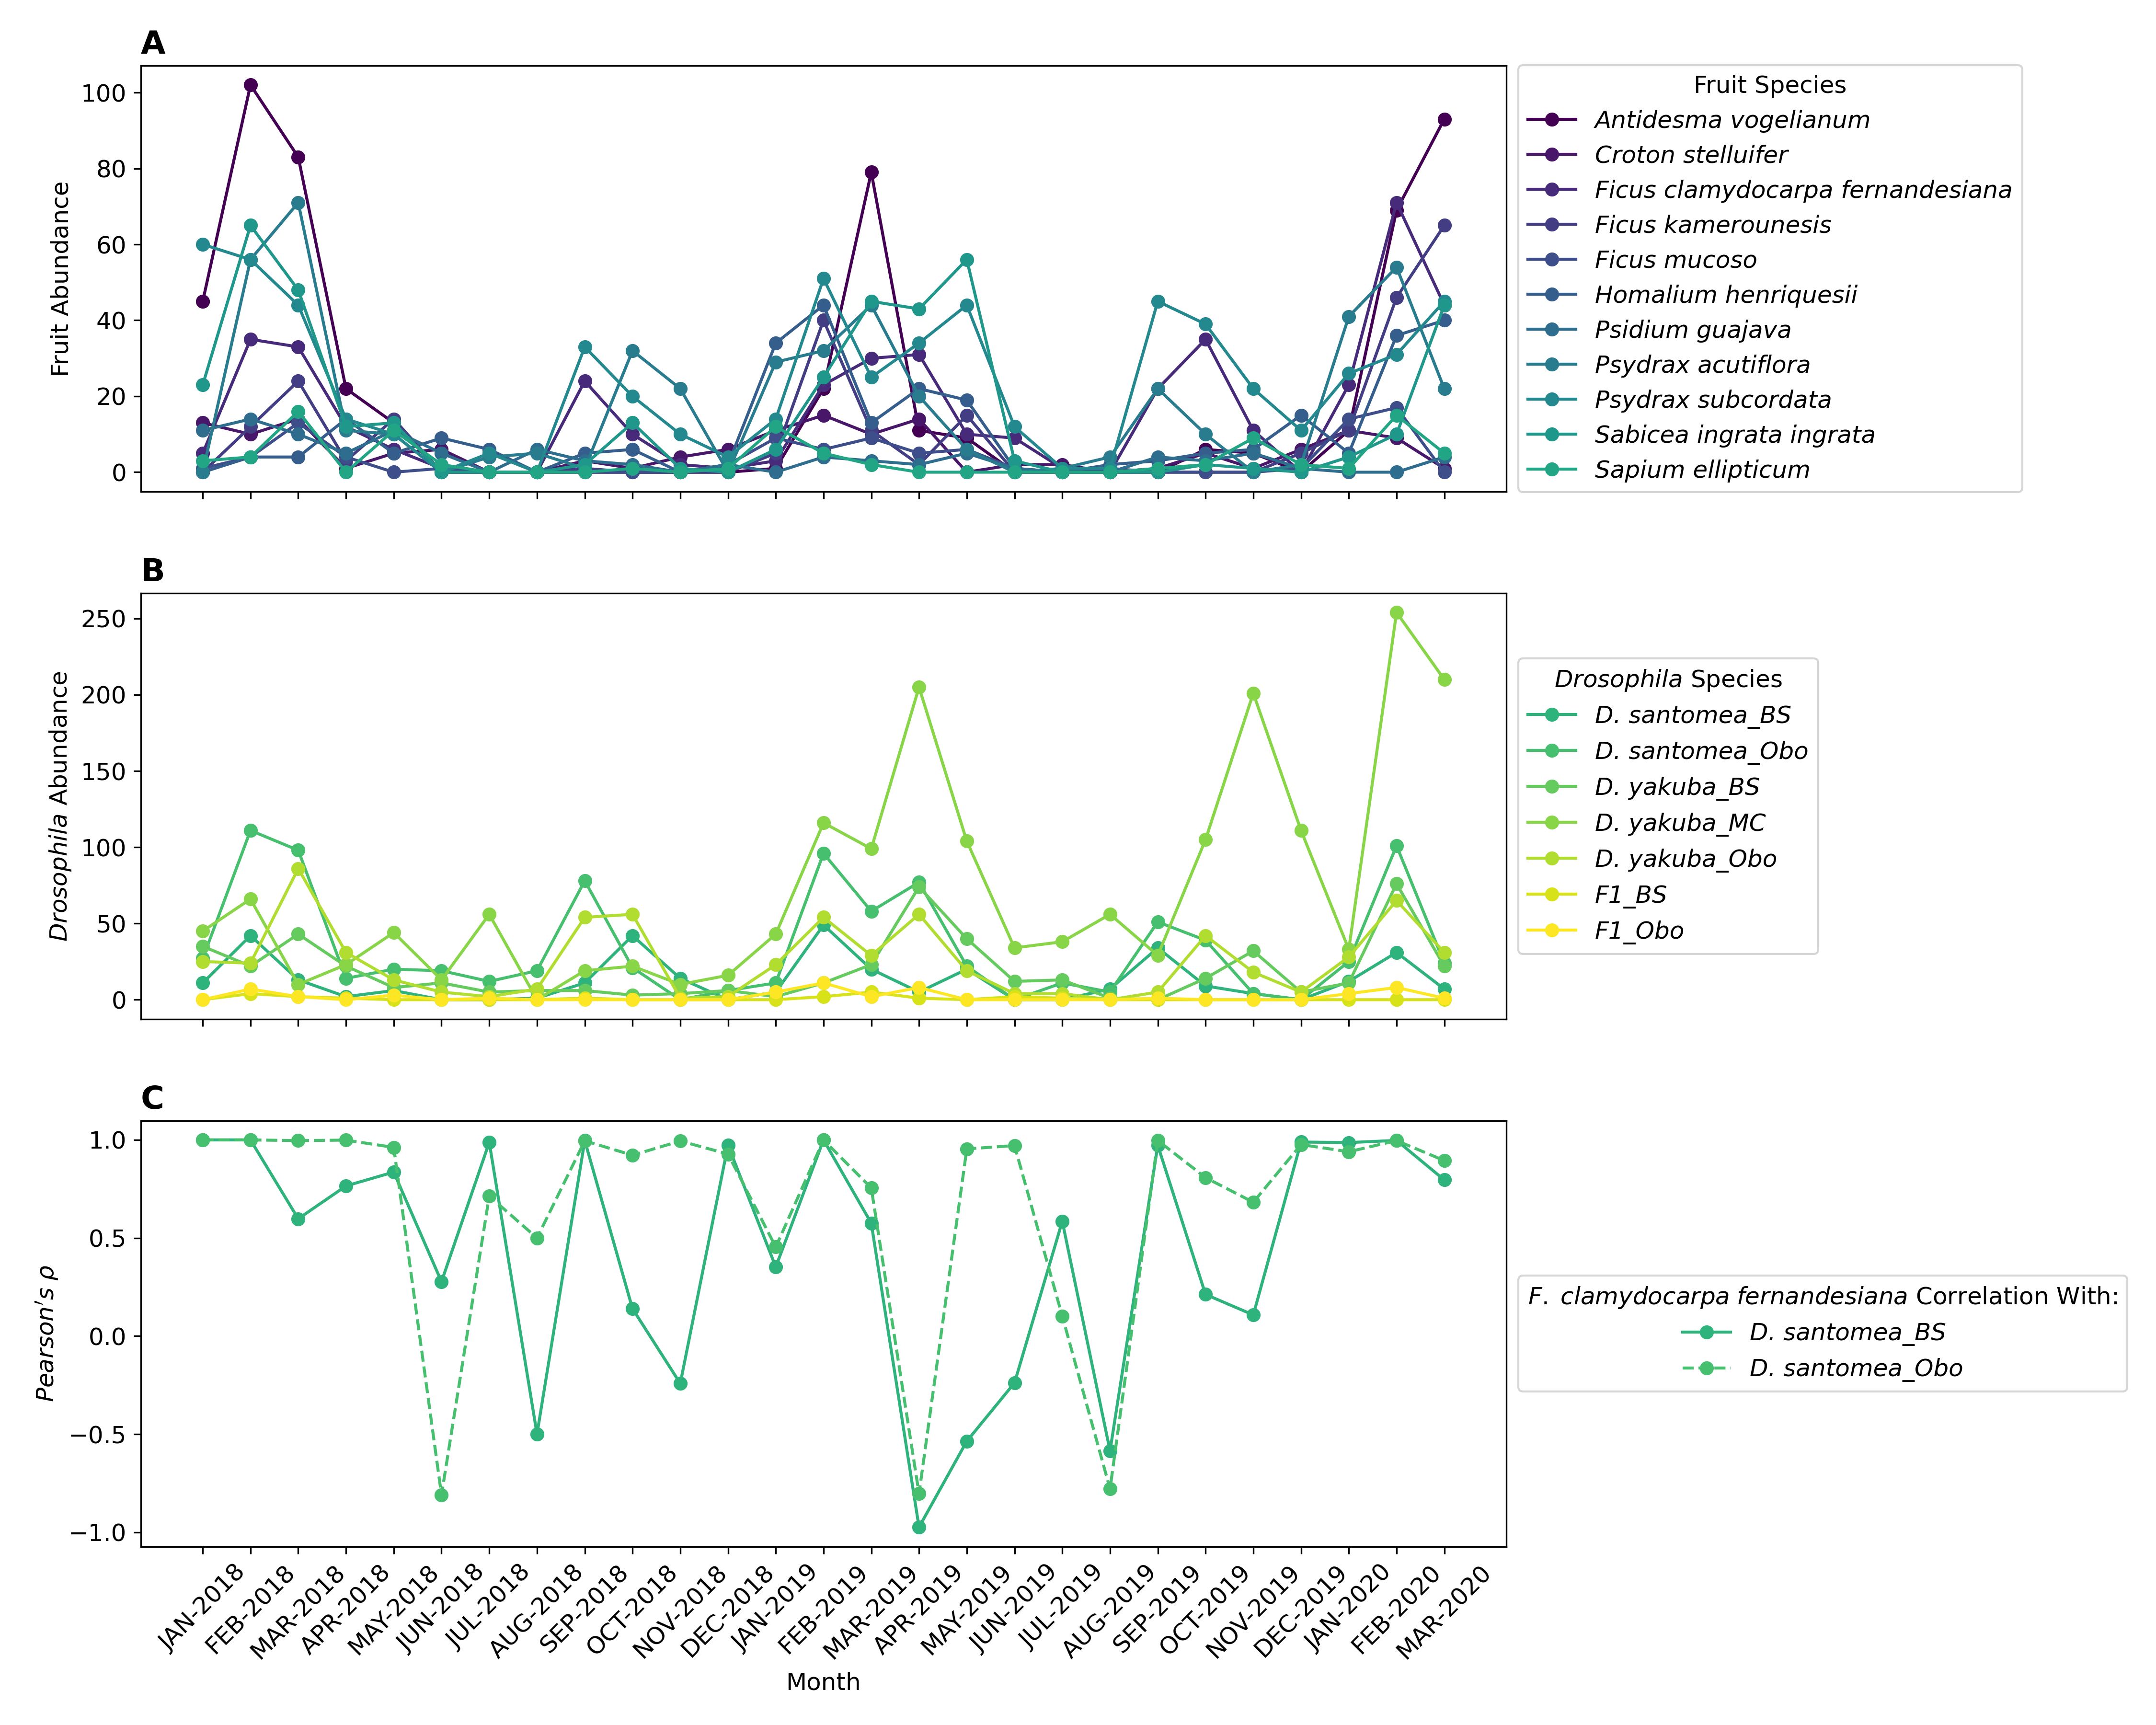 A
Fruit Abundance
100
80
60
40
20
0
Fruit Species
Antidesma vogelianum
Croton stelluifer
Ficus clamydocarpa fernandesiana
Ficus kamerounesis
Ficus mucoso
Homalium henriquesii
Psidium guajava
Psydrax acutiflora
Psydrax subcordata
Sabicea ingrata ingrata
Sapium ellipticum
B
Drosophila Abundance
250
200
150
100
50
0
Drosophila Species
D. santomea_BS
D. santomea_Obo
D. yakuba_BS
D. yakuba_MC
D. yakuba_Obo
F1_BS
F1_Obo
C
Pearson's ρ
1.0
0.5
0.0
−0.5
−1.0
F. clamydocarpa fernandesiana Correlation With:
D. santomea_BS
D. santomea_Obo
JAN-2018
FEB-2018
MAR-2018
APR-2018
MAY-2018
JUN-2018
JUL-2018
AUG-2018
SEP-2018
OCT-2018
NOV-2018
DEC-2019
JAN-2019
FEB-2019
MAR-2019
APR-2019
MAY-2019
JUN-2019
JUL-2019
AUG-2019
SEP-2019
OCT-2019
NOV-2019
DEC-2019
JAN-2020
FEB-2020
MAR-2020
Month